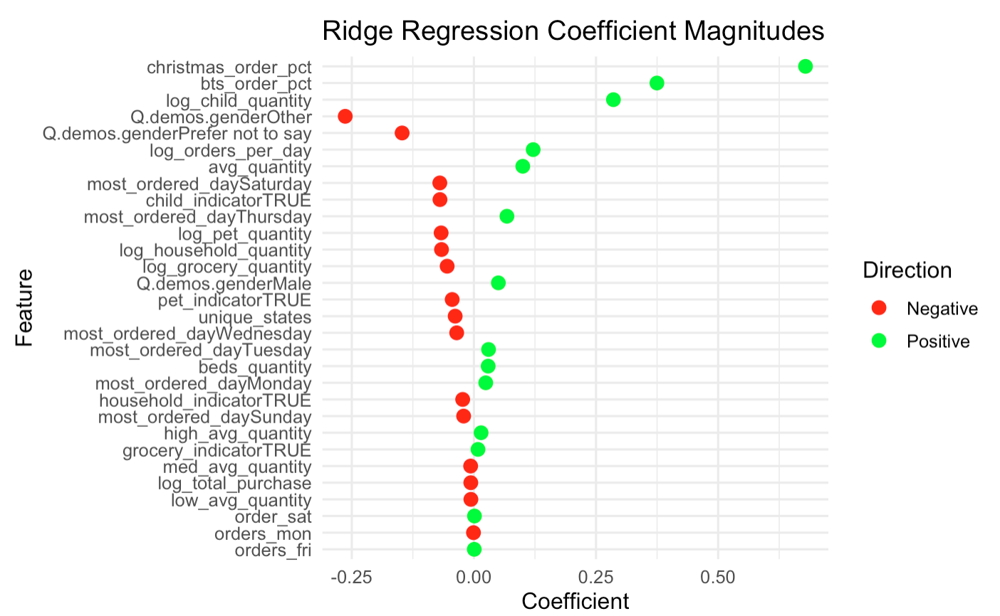 Ridge Regression Coefficient Magnitudes
christmas_order_pct
bts_order_pct
log_child_quantity
Q.demos.genderOther
Q.demos.genderPrefer not to say
log_orders_per_day
avg_quantity
most_ordered_daySaturday
child_indicatorTRUE
most_ordered_dayThursday
log_pet_quantity
log_household_quantity
log_grocery_quantity
Q.demos.genderMale
pet_indicatorTRUE
unique_states
most_ordered_dayWednesday
most_ordered_dayTuesday
beds_quantity
most_ordered_dayMonday
household_indicatorTRUE
most_ordered_daySunday
high_avg_quantity
grocery_indicatorTRUE
med_avg_quantity
log_total_purchase
low_avg_quantity
order_sat
orders_mon
orders_fri
Feature
-0.25 0.00 0.25 0.50
Coefficient
Direction
Negative
Positive